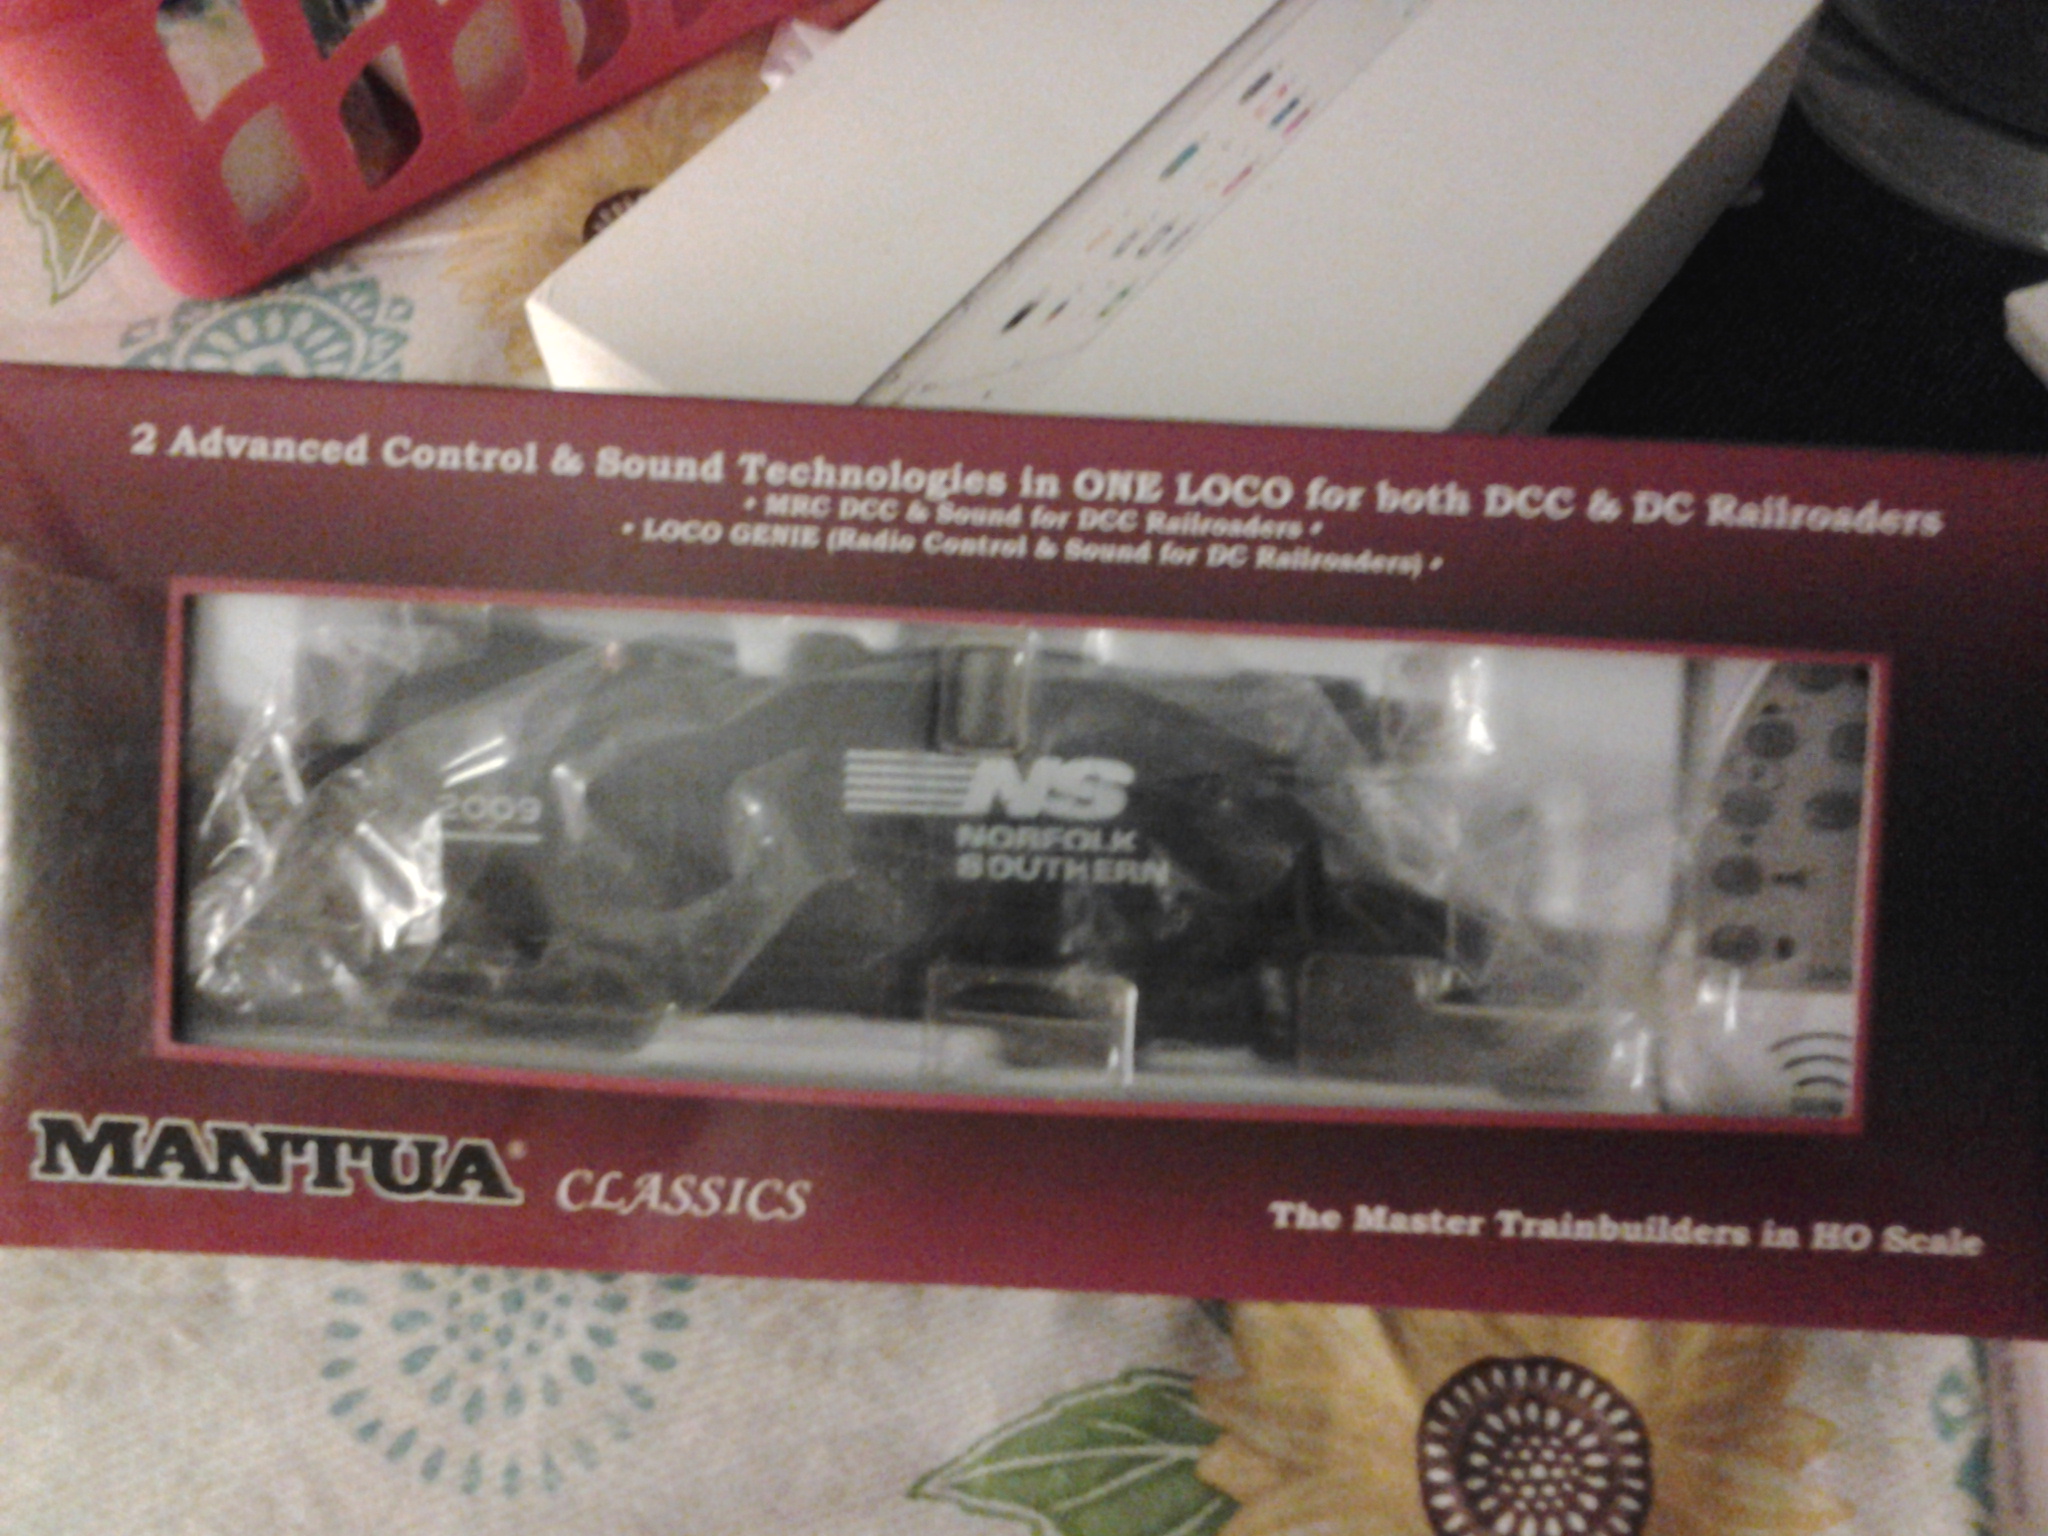 2 Advanced Control & Sound Technologies in ONE LOCO for both DCC & DC Railroaders
• MRC DCC & Sound for DCC Railroaders •
• LOCO GENIE (Radio Control & Sound for DC Railroaders) •
2009
NS
NORFOLK
SOUTHERN
MANTUA® CLASSICS
The Master Trainbuilders in HO Scale